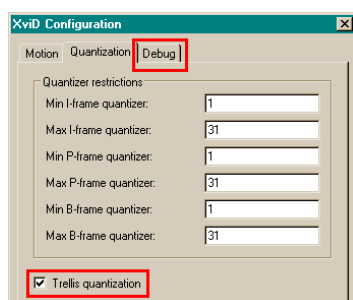 XviD Configuration
Motion Quantization Debug
Quantizer restrictions
Min I-frame quantizer: 1
Max I-frame quantizer: 31
Min P-frame quantizer: 1
Max P-frame quantizer: 31
Min B-frame quantizer: 1
Max B-frame quantizer: 31
Trellis quantization